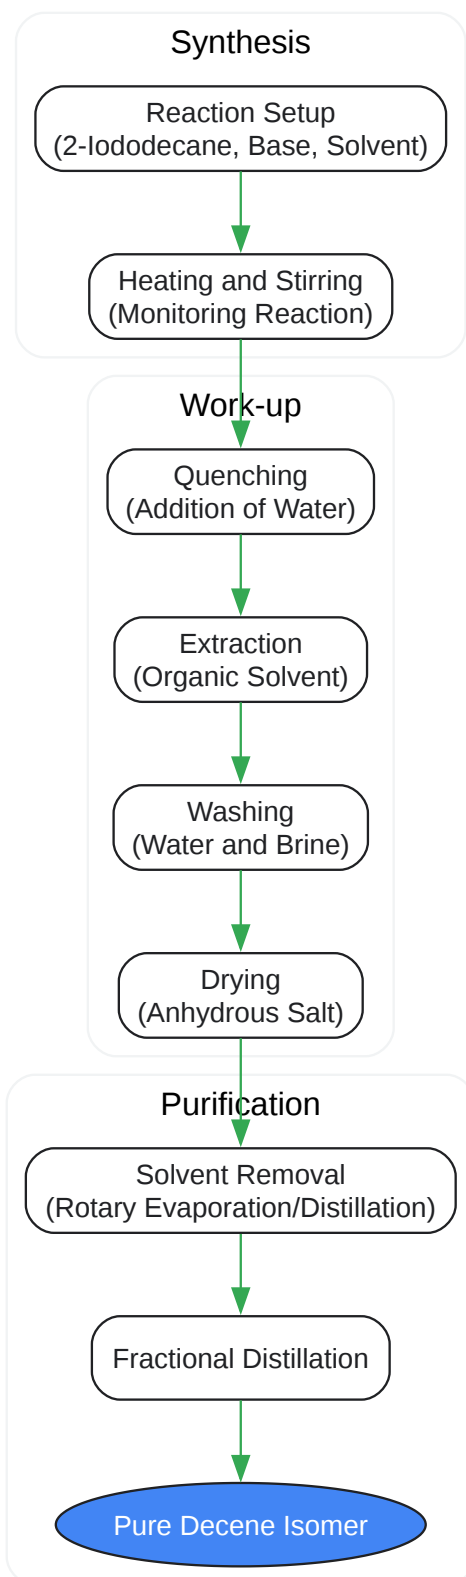 Synthesis
Reaction Setup
(2-Iododecane, Base, Solvent)
Heating and Stirring
(Monitoring Reaction)
Work-up
Quenching
(Addition of Water)
Extraction
(Organic Solvent)
Washing
(Water and Brine)
Drying
(Anhydrous Salt)
Purification
Solvent Removal
(Rotary Evaporation/Distillation)
Fractional Distillation
Pure Decene Isomer